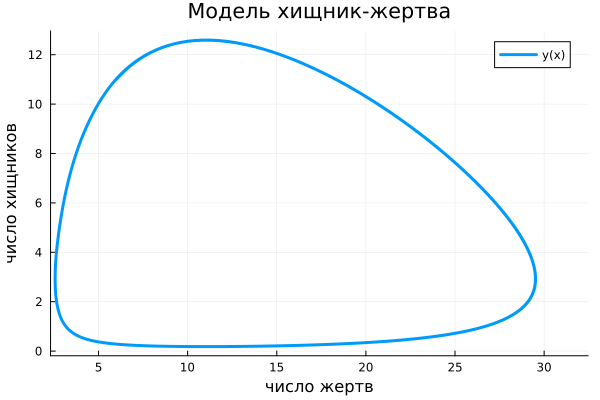 Модель хищник-жертва
y(x)
число хищников
12
10
8
6
4
2
0
5 10 15 20 25 30
число жертв